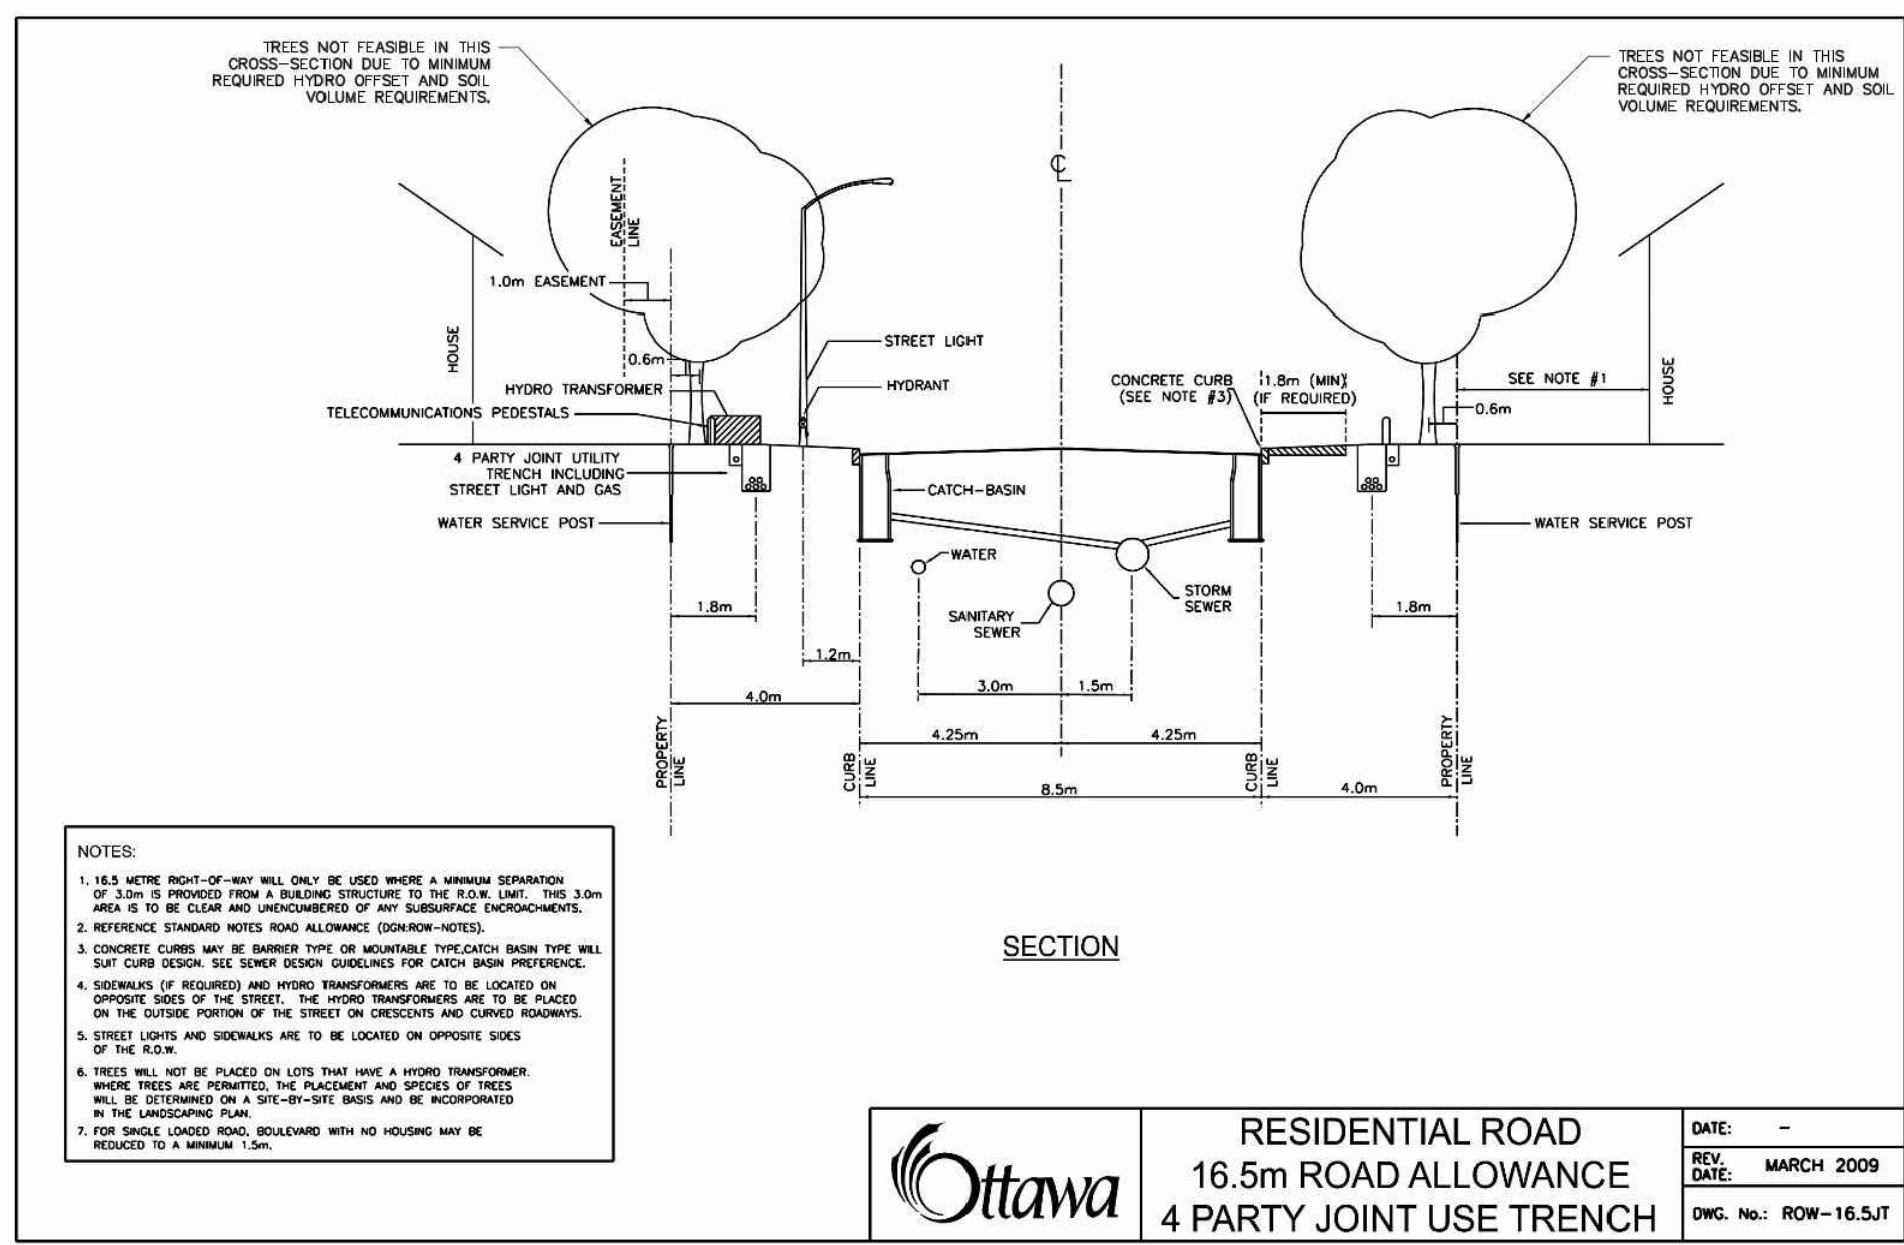 TREES NOT FEASIBLE IN THIS
CROSS-SECTION DUE TO MINIMUM
REQUIRED HYDRO OFFSET AND SOIL
VOLUME REQUIREMENTS.
TREES NOT FEASIBLE IN THIS
CROSS-SECTION DUE TO MINIMUM
REQUIRED HYDRO OFFSET AND SOIL
VOLUME REQUIREMENTS.
℄
EASEMENT
LINE
1.0m EASEMENT
HOUSE
0.6m
STREET LIGHT
HYDRO TRANSFORMER
HYDRANT
TELECOMMUNICATIONS PEDESTALS
CONCRETE CURB
(SEE NOTE #3)
1.8m (MIN)
(IF REQUIRED)
SEE NOTE #1
HOUSE
0.6m
4 PARTY JOINT UTILITY
TRENCH INCLUDING
STREET LIGHT AND GAS
CATCH-BASIN
WATER SERVICE POST
WATER SERVICE POST
WATER
STORM
SEWER
SANITARY
SEWER
1.8m
1.8m
1.2m
3.0m
1.5m
4.0m
4.25m
4.25m
PROPERTY
LINE
CURB
LINE
CURB
LINE
PROPERTY
LINE
8.5m
4.0m
NOTES:
1. 16.5 METRE RIGHT-OF-WAY WILL ONLY BE USED WHERE A MINIMUM SEPARATION
OF 3.0m IS PROVIDED FROM A BUILDING STRUCTURE TO THE R.O.W. LIMIT. THIS 3.0m
AREA IS TO BE CLEAR AND UNENCUMBERED OF ANY SUBSURFACE ENCROACHMENTS.
2. REFERENCE STANDARD NOTES ROAD ALLOWANCE (DGN:ROW-NOTES).
3. CONCRETE CURBS MAY BE BARRIER TYPE OR MOUNTABLE TYPE,CATCH BASIN TYPE WILL
SUIT CURB DESIGN. SEE SEWER DESIGN GUIDELINES FOR CATCH BASIN PREFERENCE.
4. SIDEWALKS (IF REQUIRED) AND HYDRO TRANSFORMERS ARE TO BE LOCATED ON
OPPOSITE SIDES OF THE STREET. THE HYDRO TRANSFORMERS ARE TO BE PLACED
ON THE OUTSIDE PORTION OF THE STREET ON CRESCENTS AND CURVED ROADWAYS.
5. STREET LIGHTS AND SIDEWALKS ARE TO BE LOCATED ON OPPOSITE SIDES
OF THE R.O.W.
6. TREES WILL NOT BE PLACED ON LOTS THAT HAVE A HYDRO TRANSFORMER.
WHERE TREES ARE PERMITTED, THE PLACEMENT AND SPECIES OF TREES
WILL BE DETERMINED ON A SITE-BY-SITE BASIS AND BE INCORPORATED
IN THE LANDSCAPING PLAN.
7. FOR SINGLE LOADED ROAD, BOULEVARD WITH NO HOUSING MAY BE
REDUCED TO A MINIMUM 1.5m.
SECTION
Ottawa
RESIDENTIAL ROAD
16.5m ROAD ALLOWANCE
4 PARTY JOINT USE TRENCH
DATE: -
REV.
DATE: MARCH 2009
DWG. No.: ROW-16.5JT